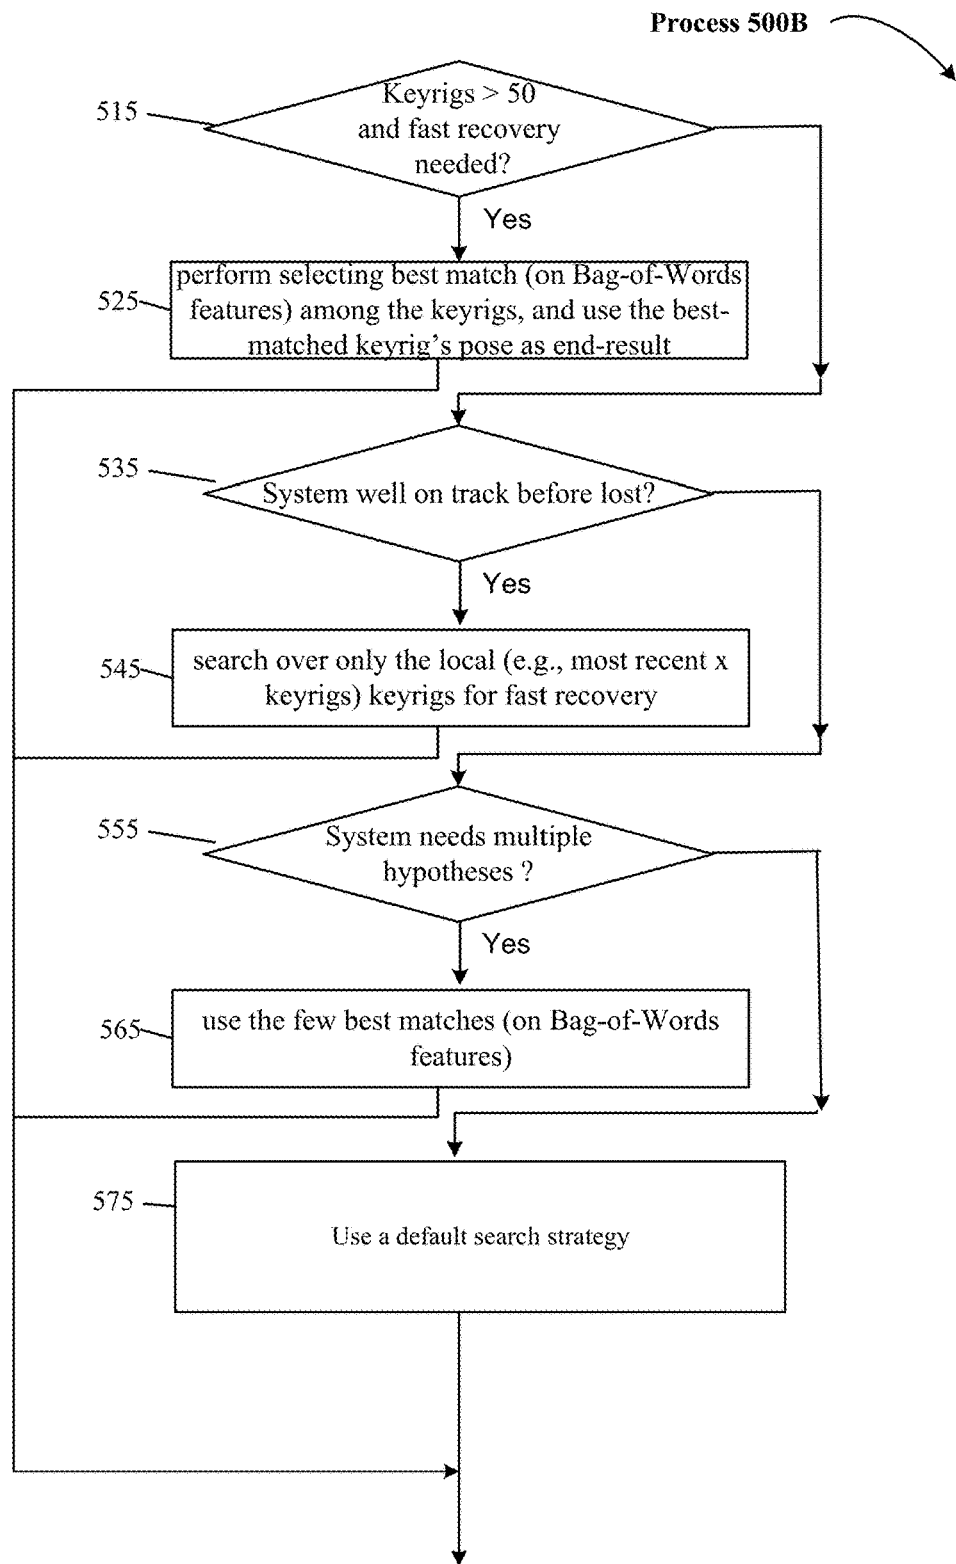 Process 500B
515
Keyrigs > 50
and fast recovery
needed?
Yes
525
perform selecting best match (on Bag-of-Words
features) among the keyrigs, and use the best-
matched keyrig's pose as end-result
535
System well on track before lost?
Yes
545
search over only the local (e.g., most recent x
keyrigs) keyrigs for fast recovery
555
System needs multiple
hypotheses ?
Yes
565
use the few best matches (on Bag-of-Words
features)
575
Use a default search strategy